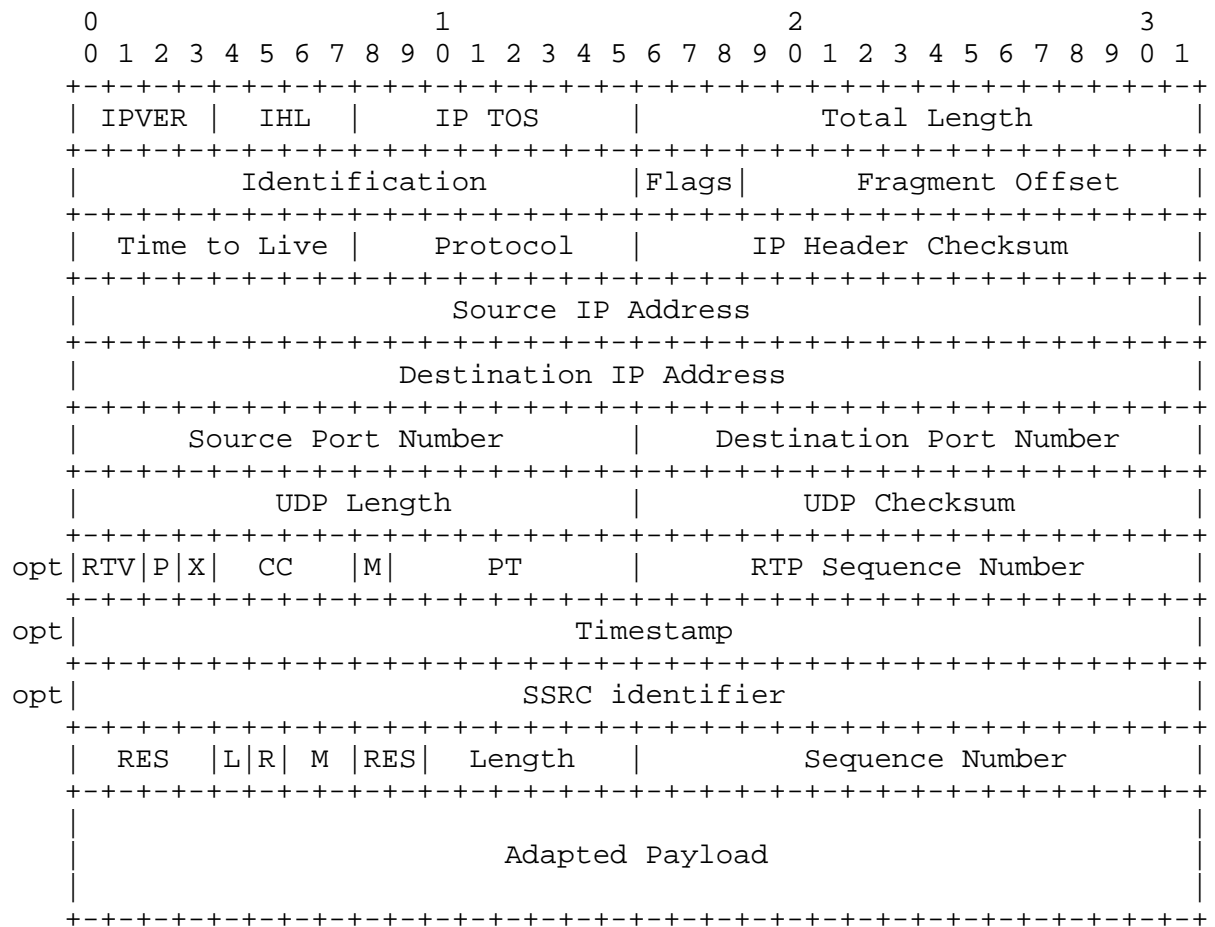 0                   1                   2                   3
0 1 2 3 4 5 6 7 8 9 0 1 2 3 4 5 6 7 8 9 0 1 2 3 4 5 6 7 8 9 0 1
+-+-+-+-+-+-+-+-+-+-+-+-+-+-+-+-+-+-+-+-+-+-+-+-+-+-+-+-+-+-+-+-+
| IPVER |  IHL  |    IP TOS     |          Total Length         |
+-+-+-+-+-+-+-+-+-+-+-+-+-+-+-+-+-+-+-+-+-+-+-+-+-+-+-+-+-+-+-+-+
|         Identification        |Flags|      Fragment Offset    |
+-+-+-+-+-+-+-+-+-+-+-+-+-+-+-+-+-+-+-+-+-+-+-+-+-+-+-+-+-+-+-+-+
|  Time to Live |    Protocol   |      IP Header Checksum       |
+-+-+-+-+-+-+-+-+-+-+-+-+-+-+-+-+-+-+-+-+-+-+-+-+-+-+-+-+-+-+-+-+
|                     Source IP Address                         |
+-+-+-+-+-+-+-+-+-+-+-+-+-+-+-+-+-+-+-+-+-+-+-+-+-+-+-+-+-+-+-+-+
|                  Destination IP Address                       |
+-+-+-+-+-+-+-+-+-+-+-+-+-+-+-+-+-+-+-+-+-+-+-+-+-+-+-+-+-+-+-+-+
|      Source Port Number       |    Destination Port Number    |
+-+-+-+-+-+-+-+-+-+-+-+-+-+-+-+-+-+-+-+-+-+-+-+-+-+-+-+-+-+-+-+-+
|           UDP Length          |         UDP Checksum          |
+-+-+-+-+-+-+-+-+-+-+-+-+-+-+-+-+-+-+-+-+-+-+-+-+-+-+-+-+-+-+-+-+
opt|RTV|P|X|  CC   |M|     PT      |      RTP Sequence Number      |
+-+-+-+-+-+-+-+-+-+-+-+-+-+-+-+-+-+-+-+-+-+-+-+-+-+-+-+-+-+-+-+-+
opt|                            Timestamp                          |
+-+-+-+-+-+-+-+-+-+-+-+-+-+-+-+-+-+-+-+-+-+-+-+-+-+-+-+-+-+-+-+-+
opt|                         SSRC identifier                       |
+-+-+-+-+-+-+-+-+-+-+-+-+-+-+-+-+-+-+-+-+-+-+-+-+-+-+-+-+-+-+-+-+
|  RES  |L|R| M |RES|  Length   |         Sequence Number       |
+-+-+-+-+-+-+-+-+-+-+-+-+-+-+-+-+-+-+-+-+-+-+-+-+-+-+-+-+-+-+-+-+
|                                                               |
|                        Adapted Payload                        |
|                                                               |
+-+-+-+-+-+-+-+-+-+-+-+-+-+-+-+-+-+-+-+-+-+-+-+-+-+-+-+-+-+-+-+-+